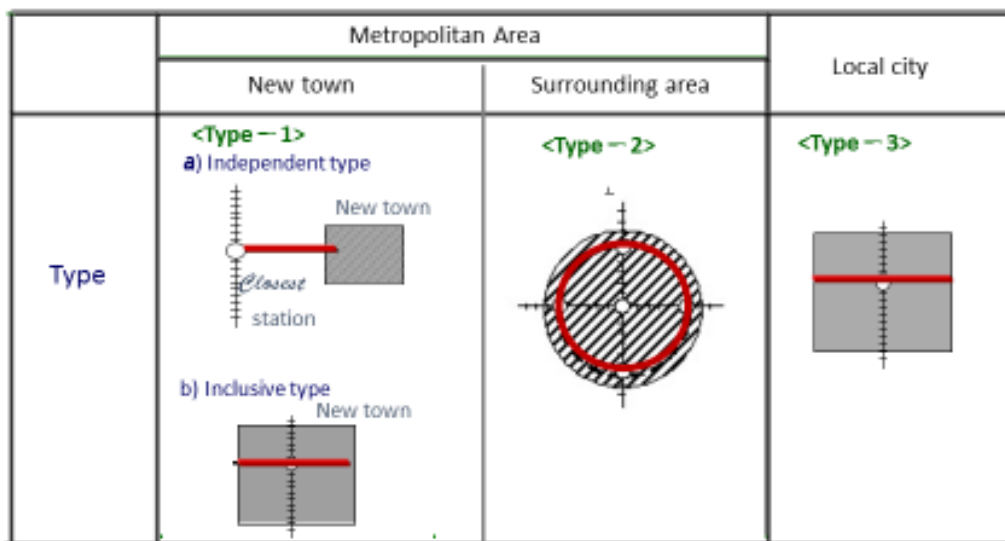 Metropolitan Area
New town
Surrounding area
Local city
Type
<Type — 1>
a) Independent type
New town
Closest
station
b) Inclusive type
New town
<Type — 2>
<Type — 3>